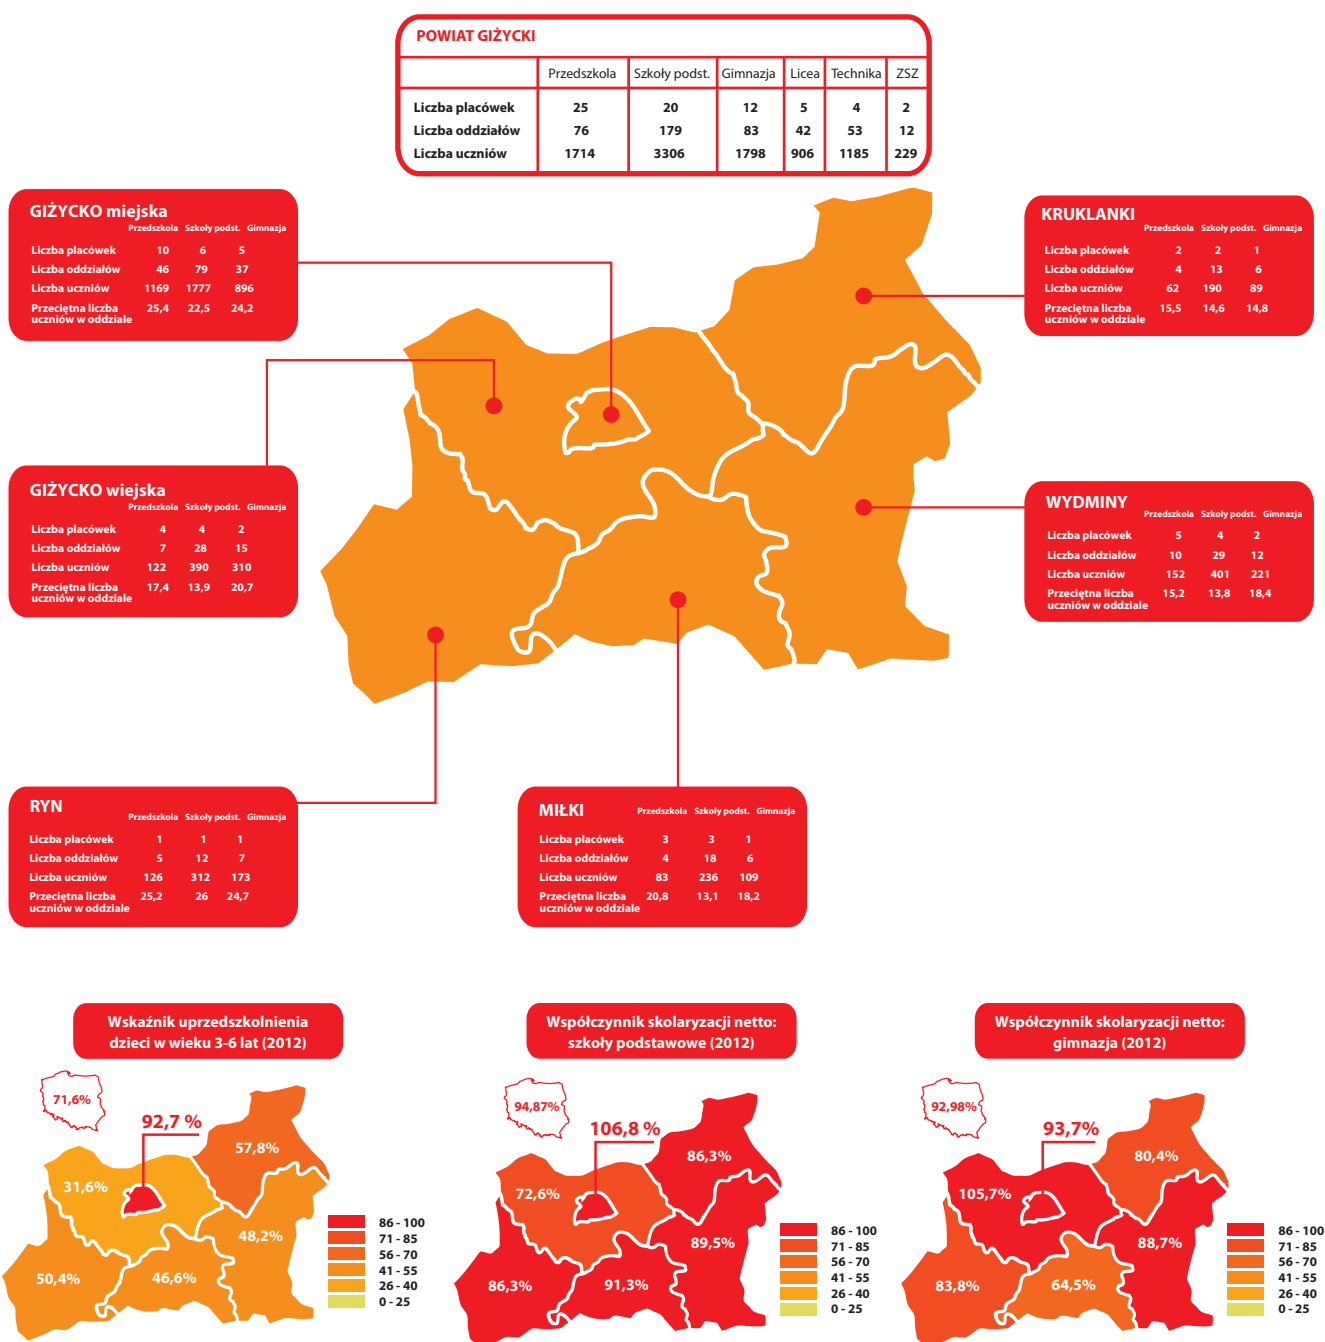 POWIAT GIŻYCKI
Przedszkola Szkoły podst. Gimnazja Licea Technika ZSZ
Liczba placówek 25 20 12 5 4 2
Liczba oddziałów 76 179 83 42 53 12
Liczba uczniów 1714 3306 1798 906 1185 229
GIŻYCKO miejska
Przedszkola Szkoły podst. Gimnazja
Liczba placówek 10 6 5
Liczba oddziałów 46 79 37
Liczba uczniów 1169 1777 896
Przeciętna liczba 25,4 22,5 24,2
uczniów w oddziale
KRUKLANKI
Przedszkola Szkoły podst. Gimnazja
Liczba placówek 2 2 1
Liczba oddziałów 4 13 6
Liczba uczniów 62 190 89
Przeciętna liczba 15,5 14,6 14,8
uczniów w oddziale
GIŻYCKO wiejska
Przedszkola Szkoły podst. Gimnazja
Liczba placówek 4 4 2
Liczba oddziałów 7 28 15
Liczba uczniów 122 390 310
Przeciętna liczba 17,4 13,9 20,7
uczniów w oddziale
WYDMINY
Przedszkola Szkoły podst. Gimnazja
Liczba placówek 5 4 2
Liczba oddziałów 10 29 12
Liczba uczniów 152 401 221
Przeciętna liczba 15,2 13,8 18,4
uczniów w oddziale
RYN
Przedszkola Szkoły podst. Gimnazja
Liczba placówek 1 1 1
Liczba oddziałów 5 12 7
Liczba uczniów 126 312 173
Przeciętna liczba 25,2 26 24,7
uczniów w oddziale
MIŁKI
Przedszkola Szkoły podst. Gimnazja
Liczba placówek 3 3 1
Liczba oddziałów 4 18 6
Liczba uczniów 83 236 109
Przeciętna liczba 20,8 13,1 18,2
uczniów w oddziale
Wskaźnik uprzedszkolnienia
dzieci w wieku 3-6 lat (2012)
71,6%
92,7 %
57,8%
31,6%
48,2%
50,4%
46,6%
86 - 100
71 - 85
56 - 70
41 - 55
26 - 40
0 - 25
Współczynnik skolaryzacji netto:
szkoły podstawowe (2012)
94,87%
106,8 %
86,3%
72,6%
89,5%
86,3%
91,3%
86 - 100
71 - 85
56 - 70
41 - 55
26 - 40
0 - 25
Współczynnik skolaryzacji netto:
gimnazja (2012)
92,98%
93,7%
80,4%
105,7%
88,7%
83,8%
64,5%
86 - 100
71 - 85
56 - 70
41 - 55
26 - 40
0 - 25